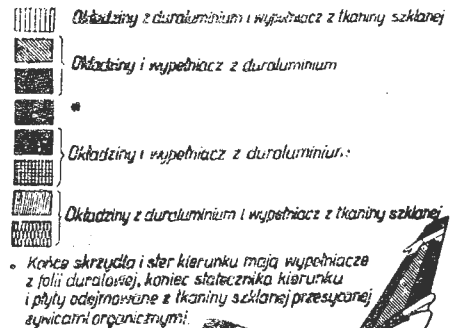 Okładziny z duraluminium i wypełniacz z tkaniny szklanej
Okładziny i wypełniacz z duraluminium
*
Okładziny i wypełniacz z duraluminium
Okładziny z duraluminium i wypełniacz z tkaniny szklanej
* Końce skrzydła i ster kierunku mają wypełniacze
z folii duralowej, koniec statecznika kierunku
i płyty odejmowane z tkaniny szklanej przesyconej
żywicami organicznymi.